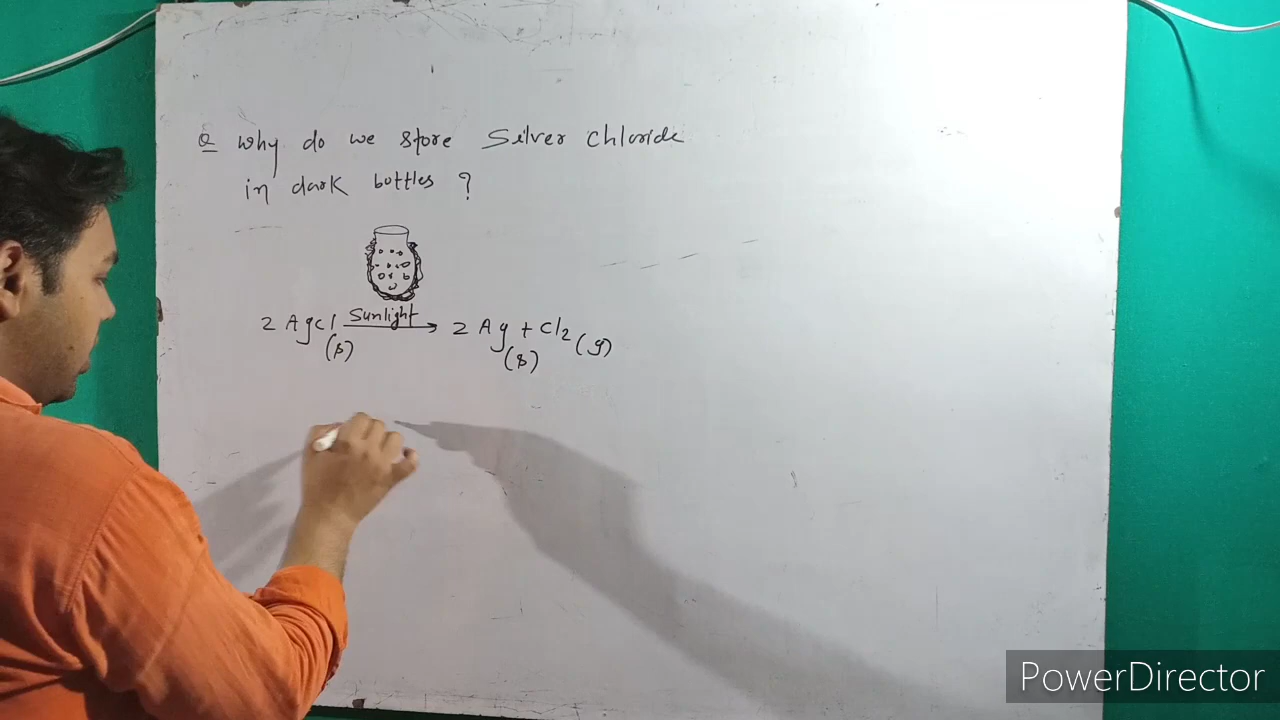 Q Why do we store Silver Chloride
in dark bottles ?
2 AgCl Sunlight → 2 Ag + Cl2 (g)
(s) (s)
PowerDirector